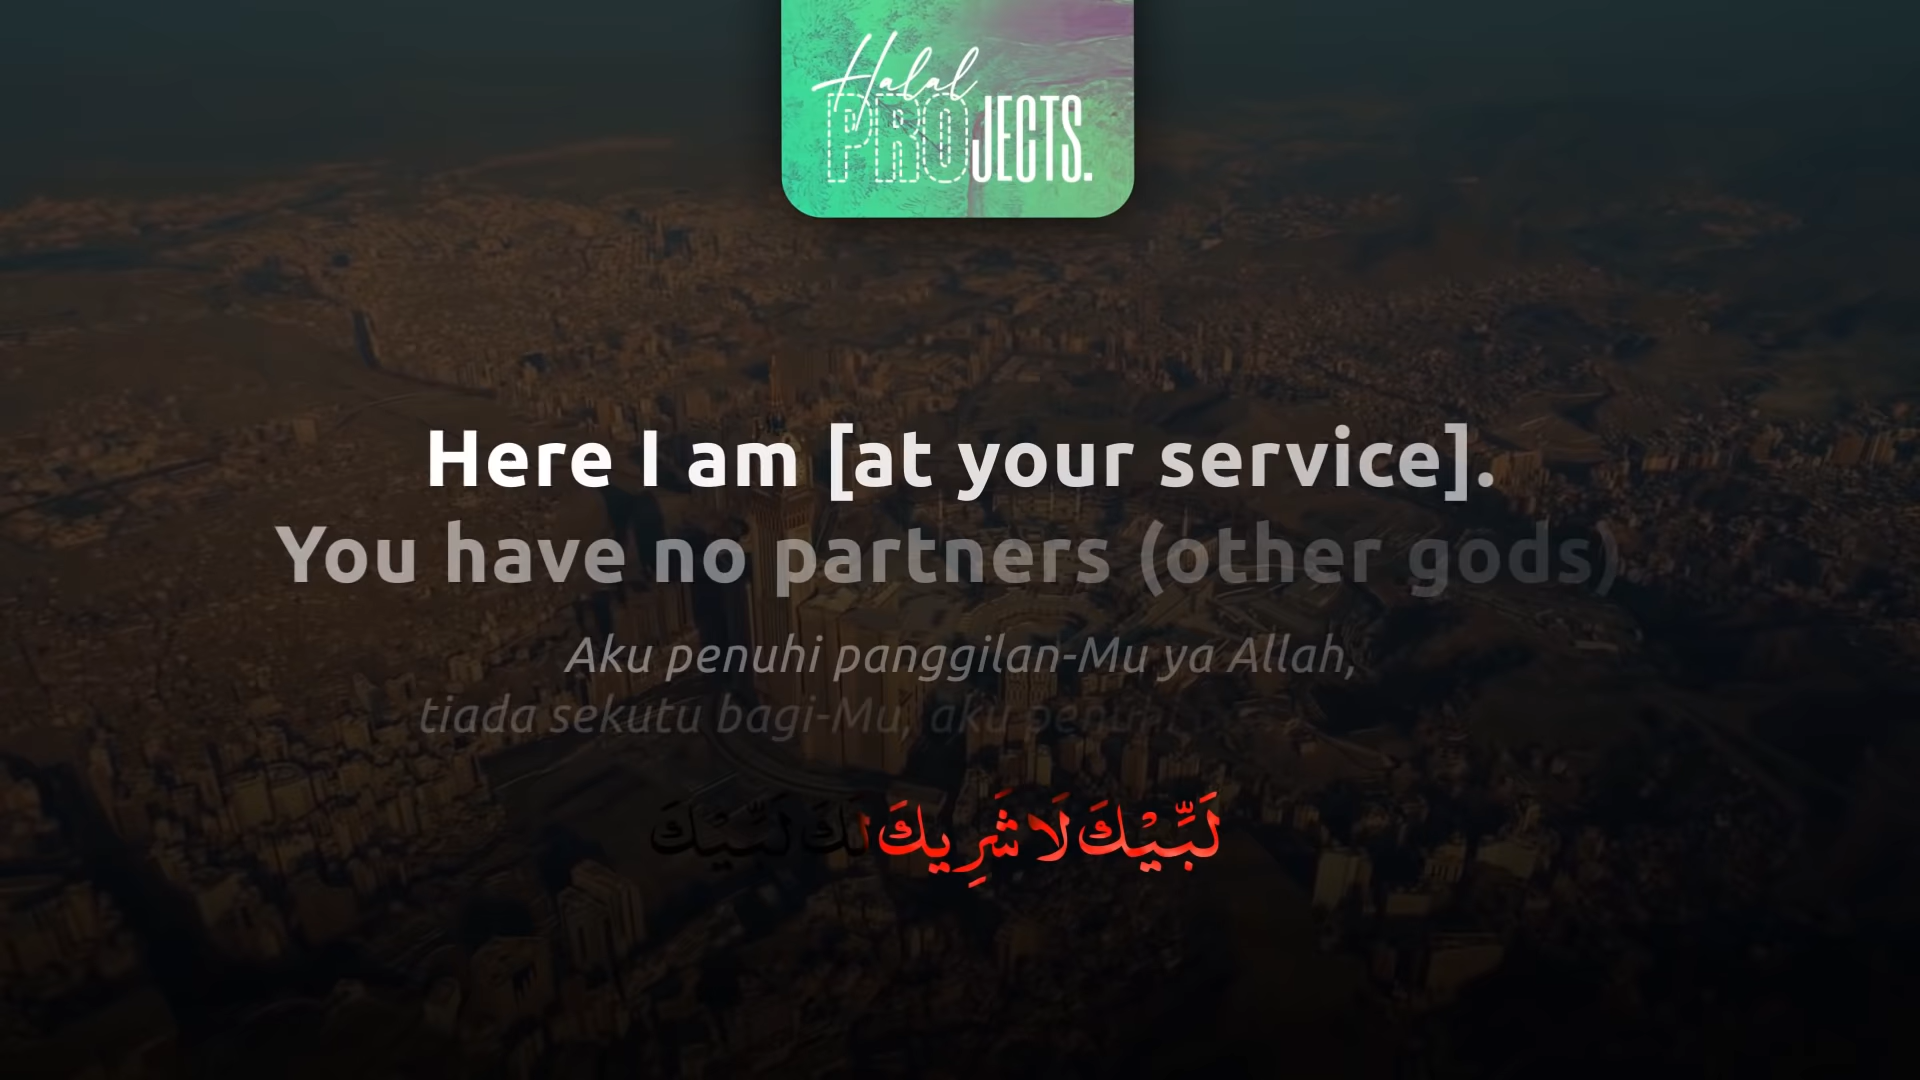 Halal
PROJECTS.
Here I am [at your service].
You have no partners (other gods)
Aku penuhi panggilan-Mu ya Allah,
tiada sekutu bagi-Mu, aku penuhi
لَبَّيْكَ لَا شَرِيكَ لَكَ لَبَّيْكَ